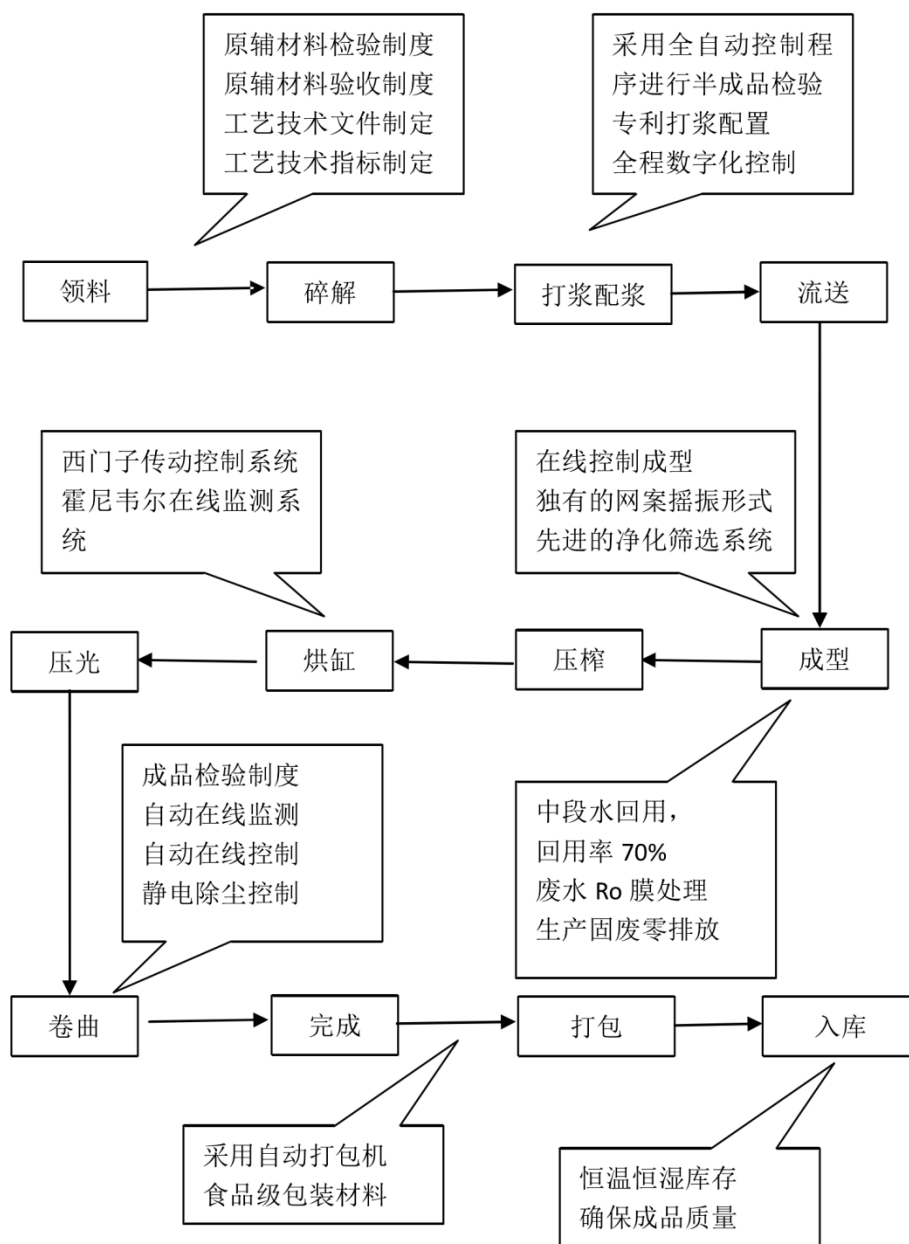 原辅材料检验制度
原辅材料验收制度
工艺技术文件制定
工艺技术指标制定
采用全自动控制程
序进行半成品检验
专利打浆配置
全程数字化控制
领料
碎解
打浆配浆
流送
西门子传动控制系统
霍尼韦尔在线监测系
统
在线控制成型
独有的网案摇振形式
先进的净化筛选系统
压光
烘缸
压榨
成型
成品检验制度
自动在线监测
自动在线控制
静电除尘控制
中段水回用，
回用率 70%
废水 Ro 膜处理
生产固废零排放
卷曲
完成
打包
入库
采用自动打包机
食品级包装材料
恒温恒湿库存
确保成品质量